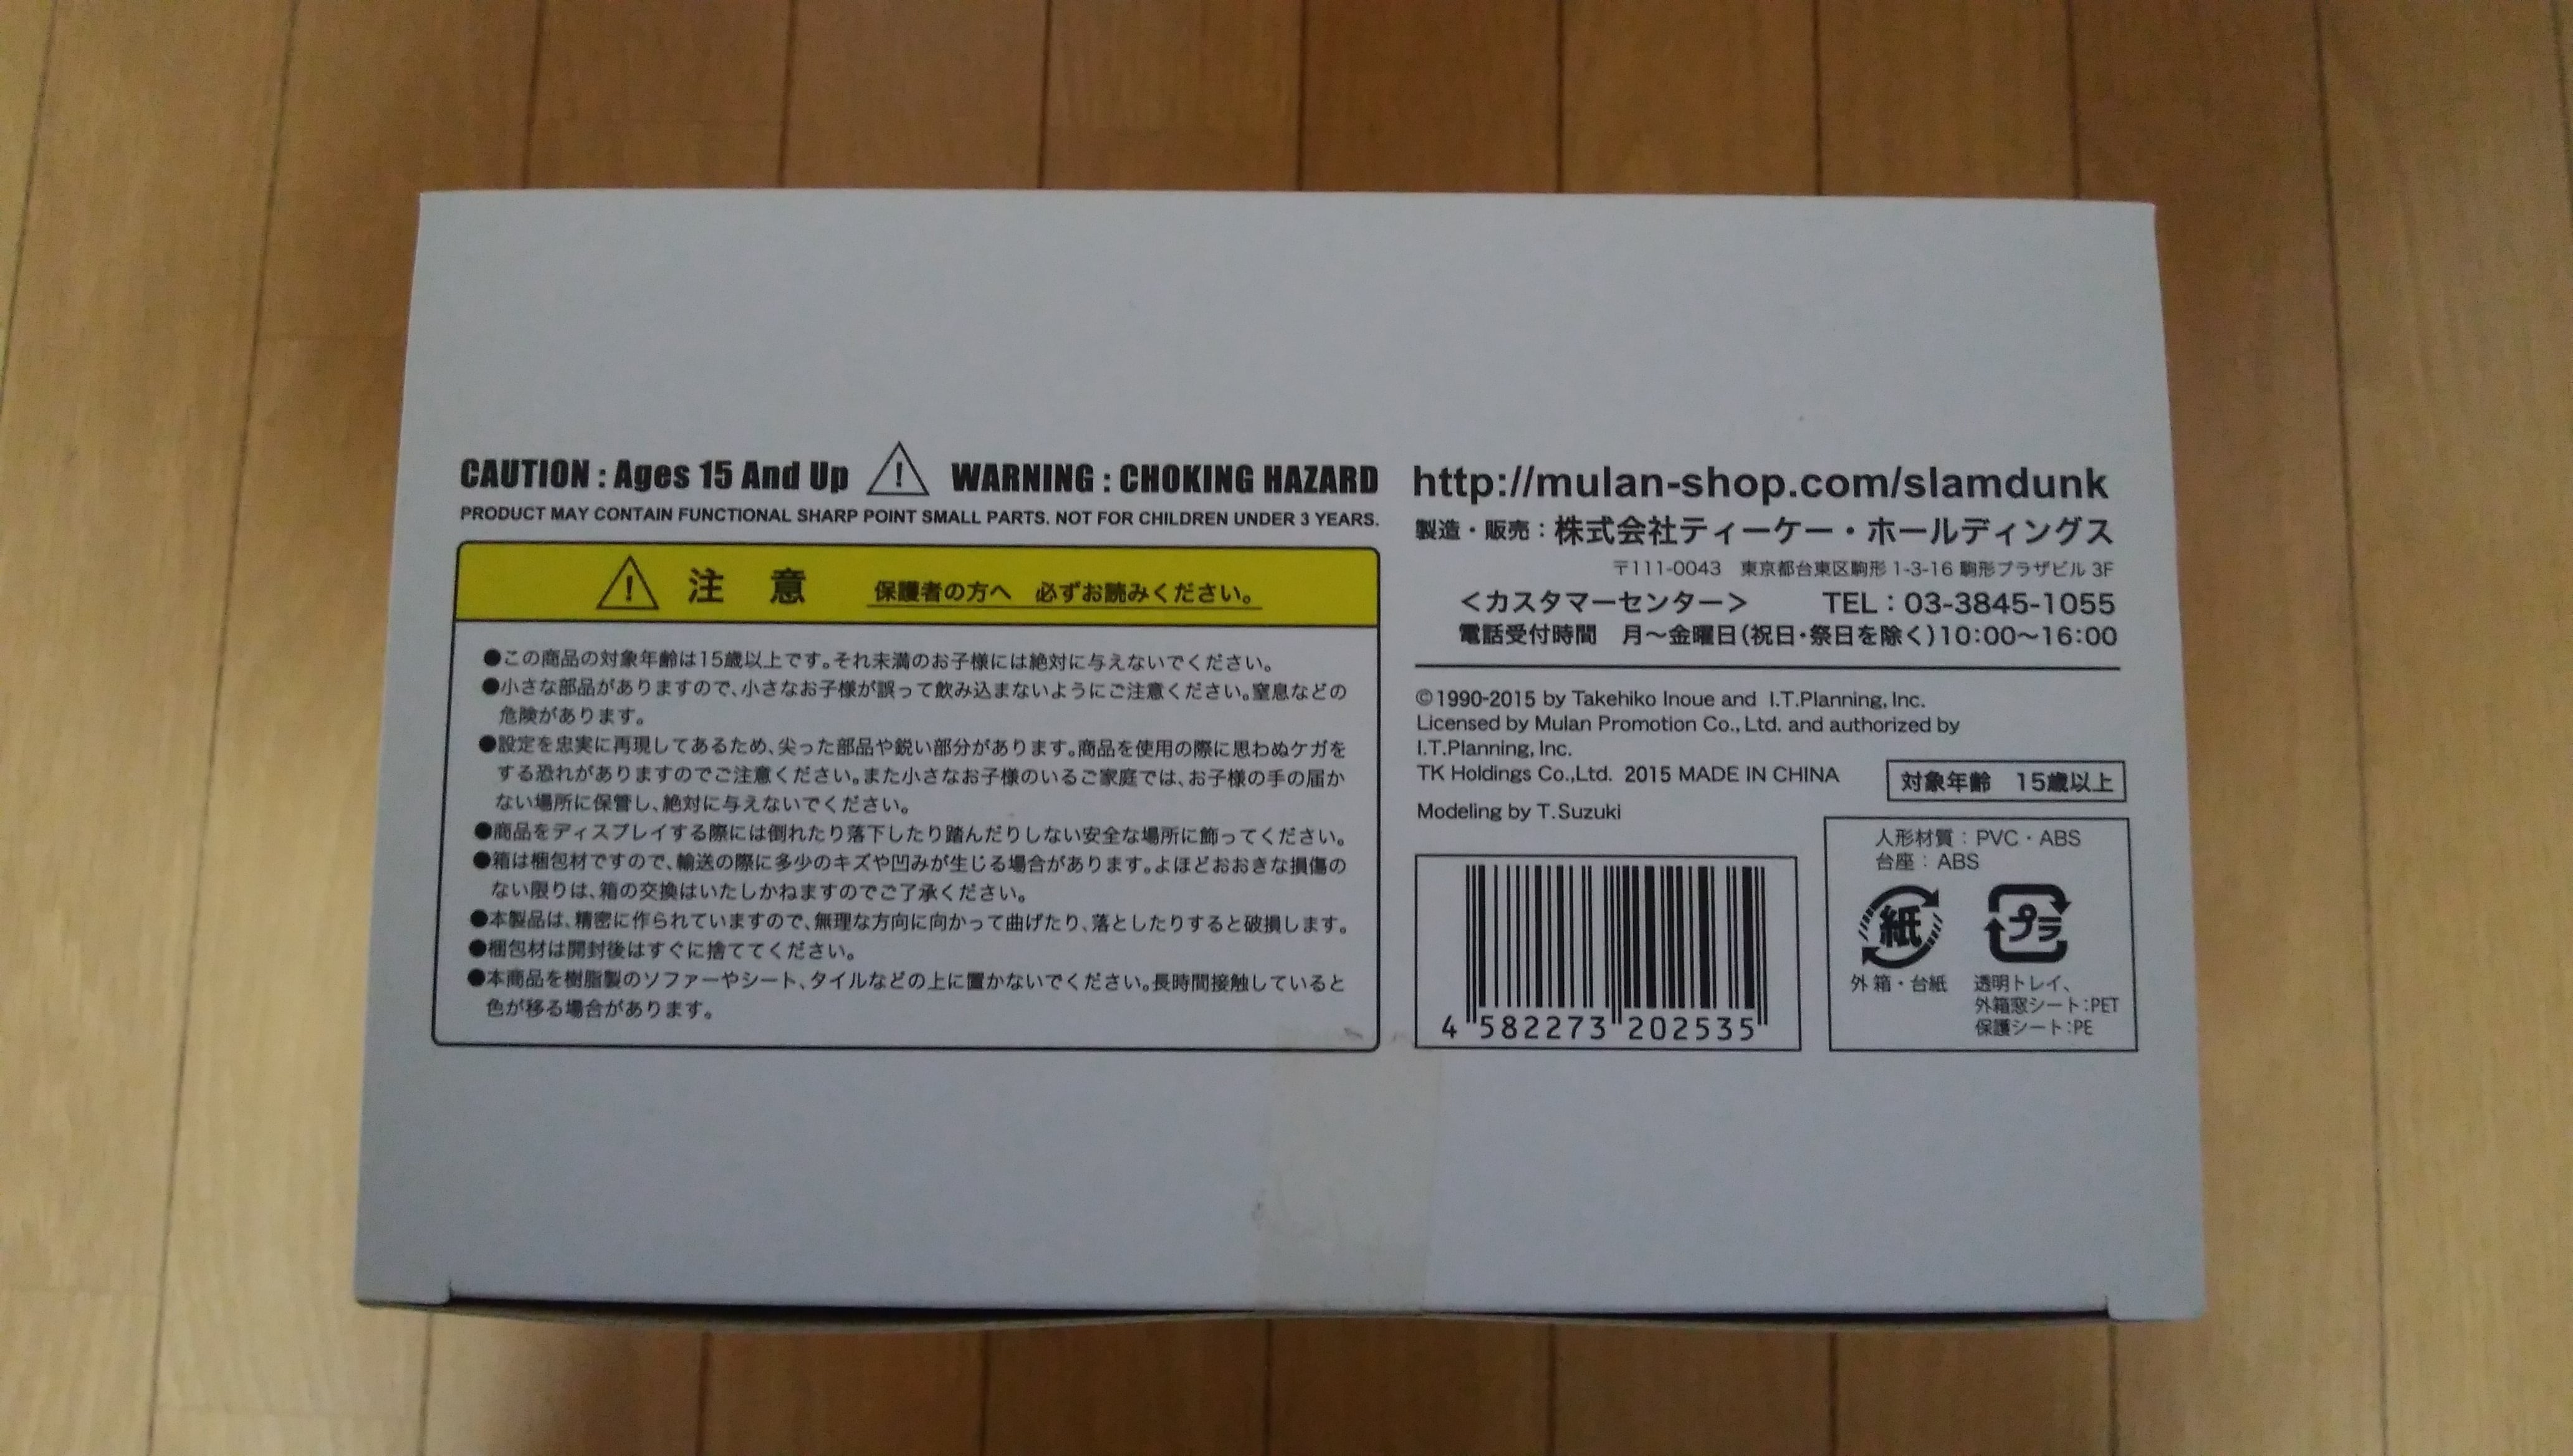 CAUTION : Ages 15 And Up ! WARNING : CHOKING HAZARD
PRODUCT MAY CONTAIN FUNCTIONAL SHARP POINT SMALL PARTS. NOT FOR CHILDREN UNDER 3 YEARS.
! 注 意 保護者の方へ 必ずお読みください。
●この商品の対象年齢は15歳以上です。それ未満のお子様には絶対に与えないでください。
●小さな部品がありますので、小さなお子様が誤って飲み込まないようにご注意ください。窒息などの
危険があります。
●設定を忠実に再現してあるため、尖った部品や鋭い部分があります。商品を使用の際に思わぬケガを
する恐れがありますのでご注意ください。また小さなお子様のいるご家庭では、お子様の手の届か
ない場所に保管し、絶対に与えないでください。
●商品をディスプレイする際には倒れたり落下したり踏んだりしない安全な場所に飾ってください。
●箱は梱包材ですので、輸送の際に多少のキズや凹みが生じる場合があります。よほどおおきな損傷の
ない限りは、箱の交換はいたしかねますのでご了承ください。
●本製品は、精密に作られていますので、無理な方向に向かって曲げたり、落としたりすると破損します。
●梱包材は開封後はすぐに捨ててください。
●本商品を樹脂製のソファーやシート、タイルなどの上に置かないでください。長時間接触していると
色が移る場合があります。
http://mulan-shop.com/slamdunk
製造・販売：株式会社ティーケー・ホールディングス
〒111-0043 東京都台東区駒形 1-3-16 駒形プラザビル 3F
＜カスタマーセンター＞ TEL：03-3845-1055
電話受付時間 月〜金曜日(祝日・祭日を除く)10:00〜16:00
©1990-2015 by Takehiko Inoue and I.T.Planning, Inc.
Licensed by Mulan Promotion Co., Ltd. and authorized by
I.T.Planning, Inc.
TK Holdings Co.,Ltd. 2015 MADE IN CHINA
対象年齢 15歳以上
Modeling by T.Suzuki
4 582273 202535
人形材質：PVC・ABS
台座：ABS
紙
外箱・台紙
プラ
透明トレイ、
外箱窓シート：PET
保護シート：PE